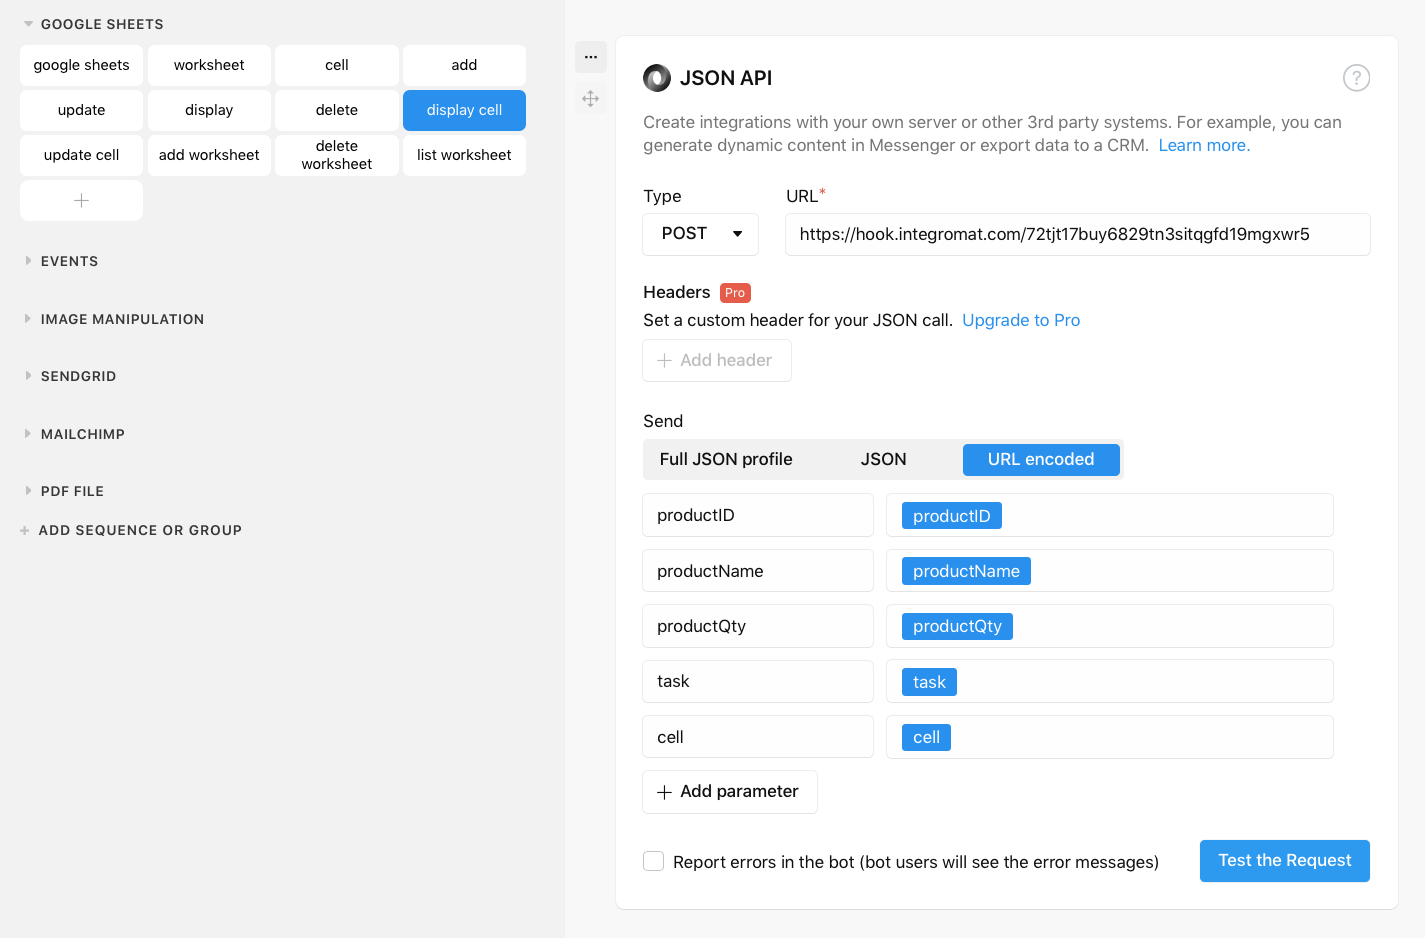 GOOGLE SHEETS
google sheets
worksheet
cell
add
update
display
delete
display cell
update cell
add worksheet
delete
worksheet
list worksheet
EVENTS
IMAGE MANIPULATION
SENDGRID
MAILCHIMP
PDF FILE
+ ADD SEQUENCE OR GROUP
JSON API
?
Create integrations with your own server or other 3rd party systems. For example, you can
generate dynamic content in Messenger or export data to a CRM. Learn more.
Type
URL*
POST
https://hook.integromat.com/72tjt17buy6829tn3sitqgfd19mgxwr5
Headers Pro
Set a custom header for your JSON call. Upgrade to Pro
+ Add header
Send
Full JSON profile
JSON
URL encoded
productID
productID
productName
productName
productQty
productQty
task
task
cell
cell
+ Add parameter
Report errors in the bot (bot users will see the error messages)
Test the Request